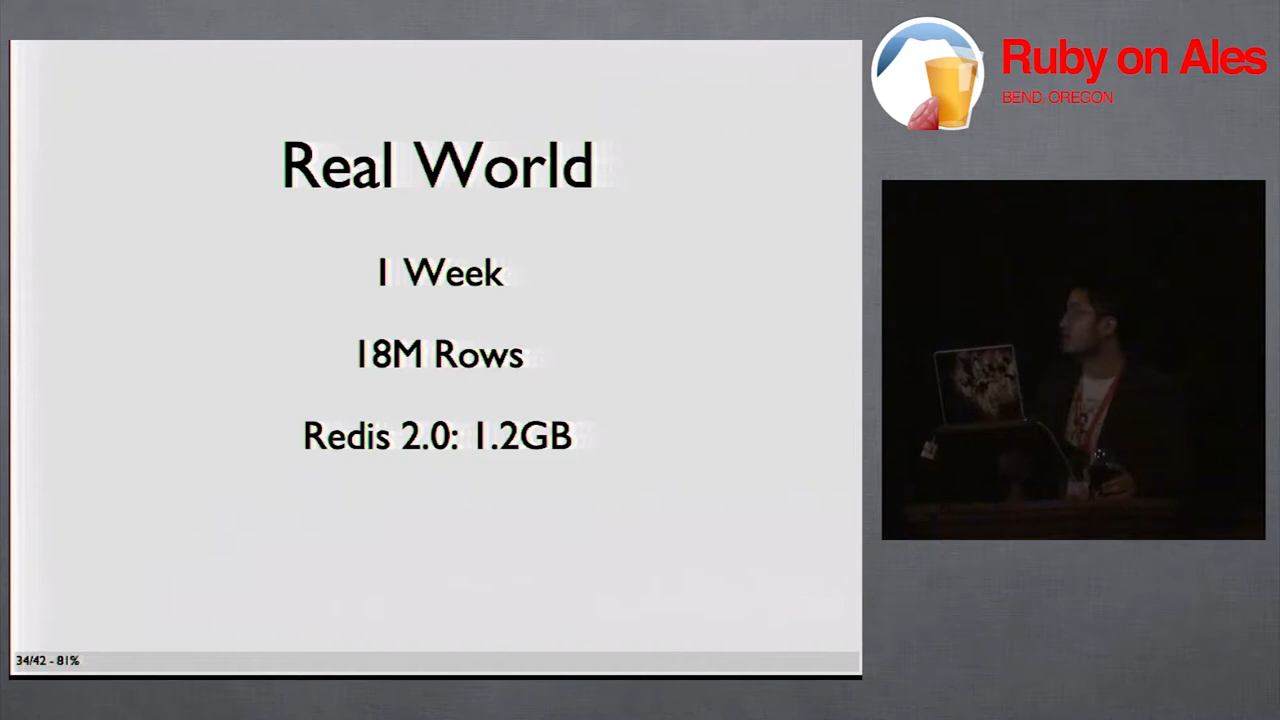 Real World
1 Week
18M Rows
Redis 2.0: 1.2GB
34/42 - 81%
Ruby on Ales
BEND, OREGON